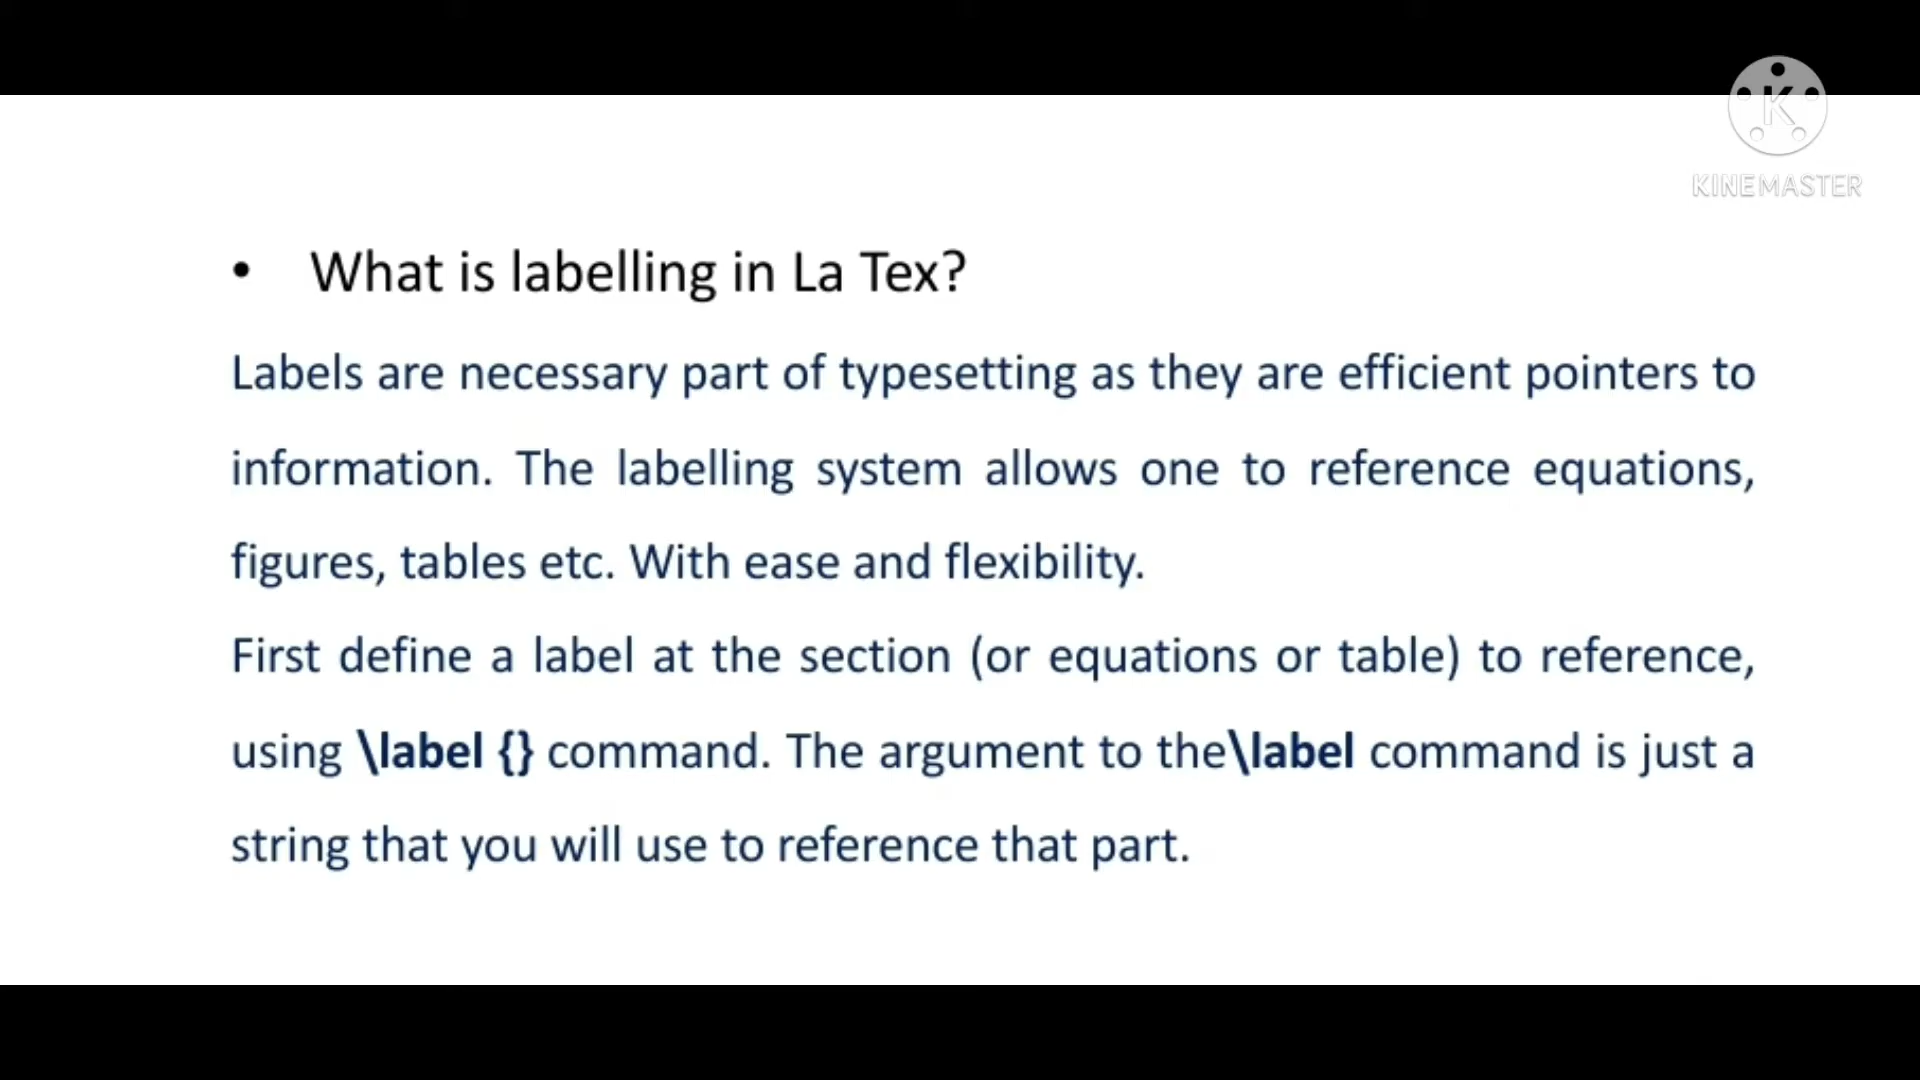 K
KINEMASTER
• What is labelling in La Tex?
Labels are necessary part of typesetting as they are efficient pointers to
information. The labelling system allows one to reference equations,
figures, tables etc. With ease and flexibility.
First define a label at the section (or equations or table) to reference,
using \label {} command. The argument to the\label command is just a
string that you will use to reference that part.